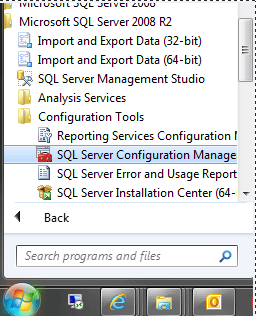 Microsoft SQL Server 2008
Microsoft SQL Server 2008 R2
Import and Export Data (32-bit)
Import and Export Data (64-bit)
SQL Server Management Studio
Analysis Services
Configuration Tools
Reporting Services Configuration M
SQL Server Configuration Manage
SQL Server Error and Usage Report
SQL Server Installation Center (64-
Back
Search programs and files